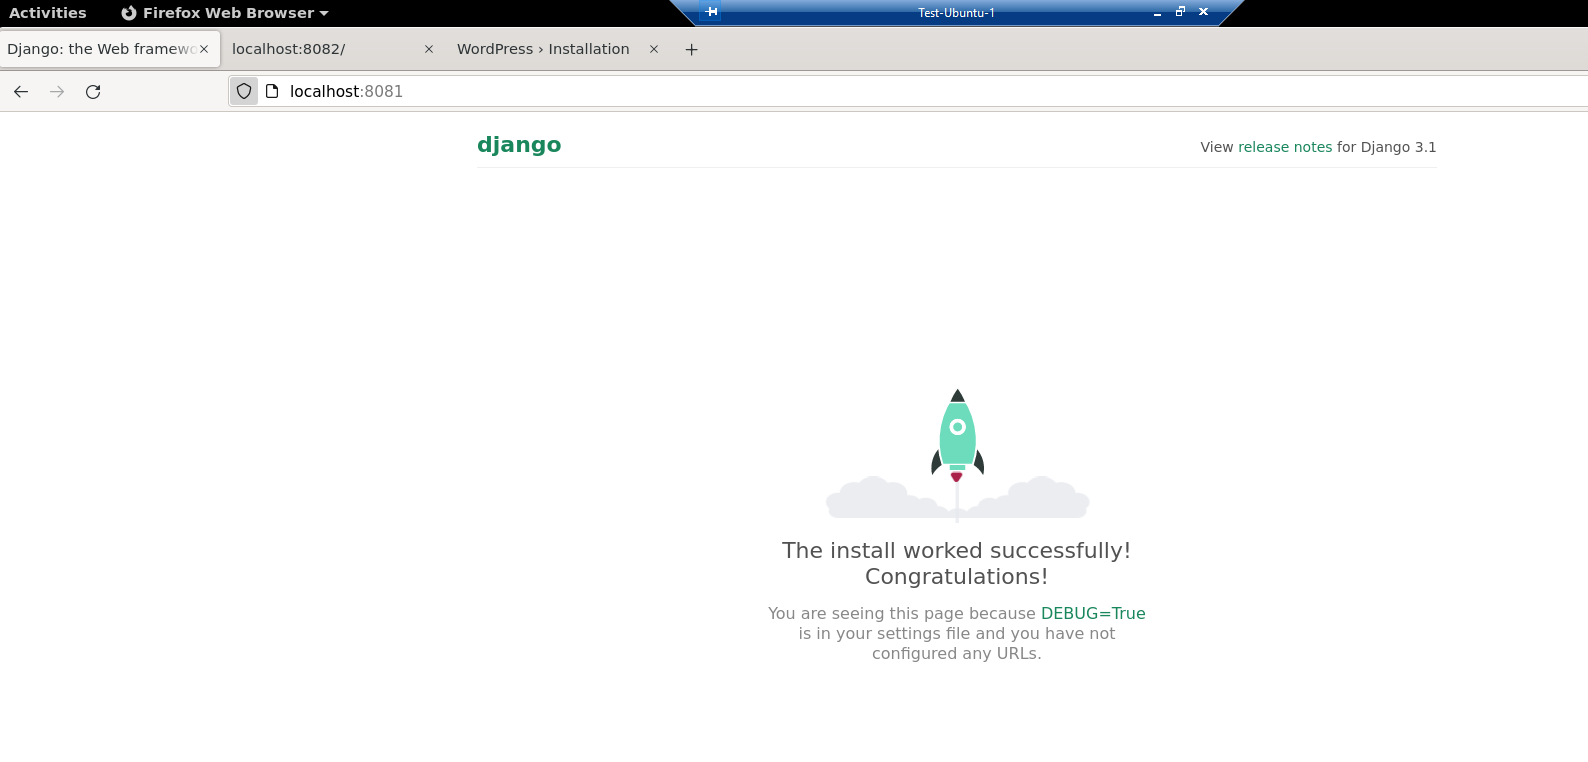 Activities Firefox Web Browser Test-Ubuntu-1
Django: the Web framewo localhost:8082/ WordPress › Installation
localhost:8081
django View release notes for Django 3.1
The install worked successfully!
Congratulations!
You are seeing this page because DEBUG=True
is in your settings file and you have not
configured any URLs.